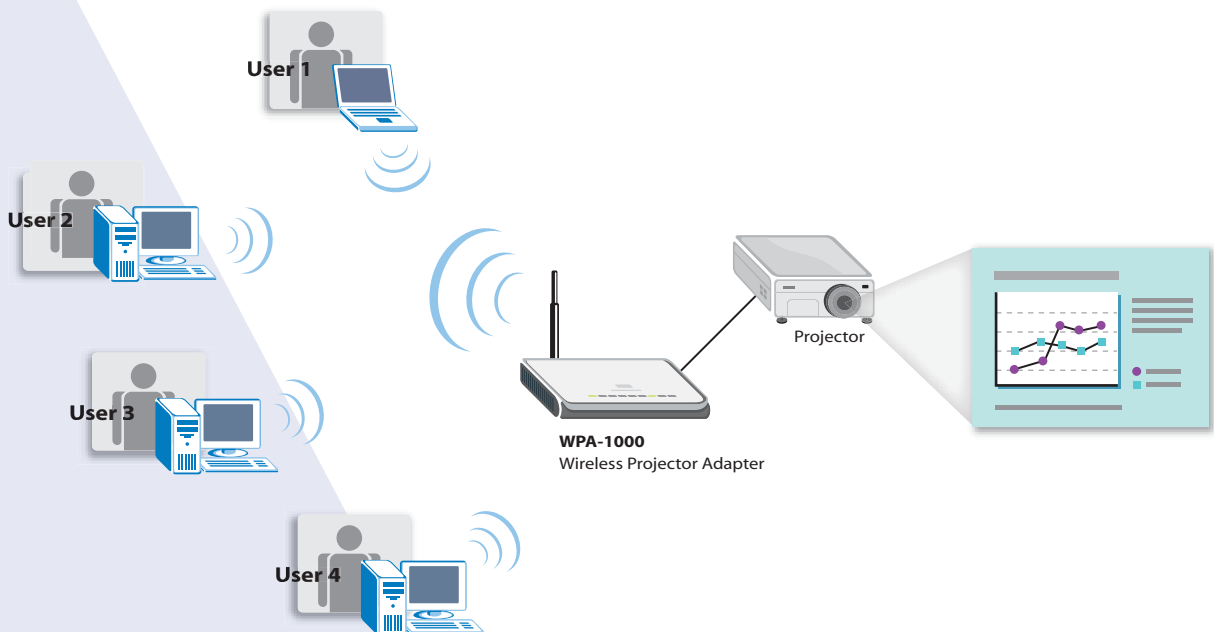 User 1
User 2
User 3
User 4
WPA-1000
Wireless Projector Adapter
Projector